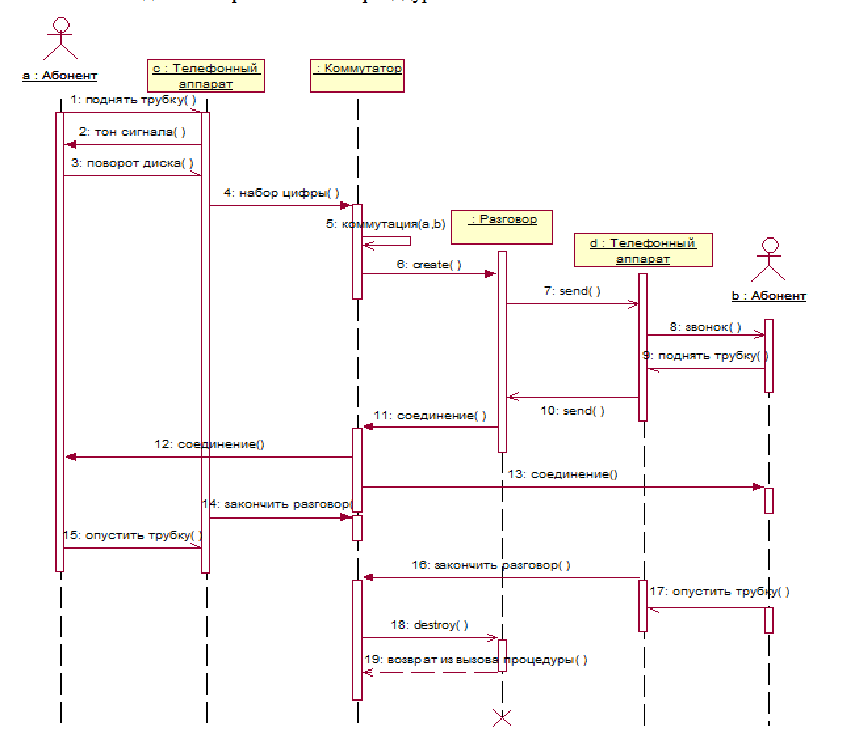 a : Абонент
c : Телефонный
аппарат
: Коммутатор
1: поднять трубку( )
2: тон сигнала( )
3: поворот диска( )
4: набор цифры( )
5: коммутация(a,b)
: Разговор
d : Телефонный
аппарат
b : Абонент
6: create( )
7: send( )
8: звонок( )
9: поднять трубку( )
10: send( )
11: соединение( )
12: соединение()
13: соединение()
14: закончить разговор(
15: опустить трубку( )
16: закончить разговор( )
17: опустить трубку( )
18: destroy( )
19: возврат из вызова процедуры( )